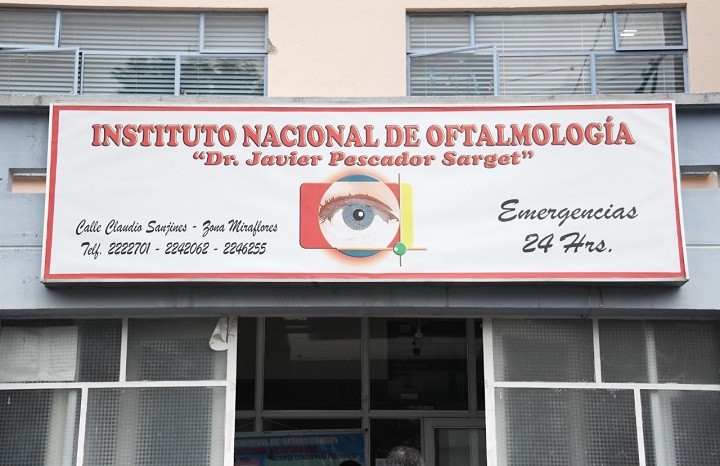 INSTITUTO NACIONAL DE OFTALMOLOGÍA
“Dr. Javier Pescador Sarget”
Calle Claudio Sanjines - Zona Miraflores
Telf. 2222701 - 2242062 - 2246255
Emergencias
24 Hrs.